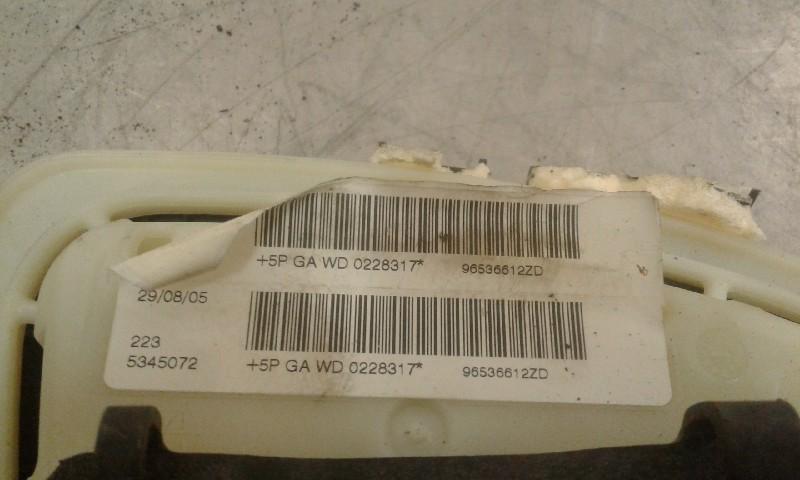 +5P GA WD 0228317* 96536612ZD
29/08/05
223
5345072 +5P GA WD 0228317* 96536612ZD